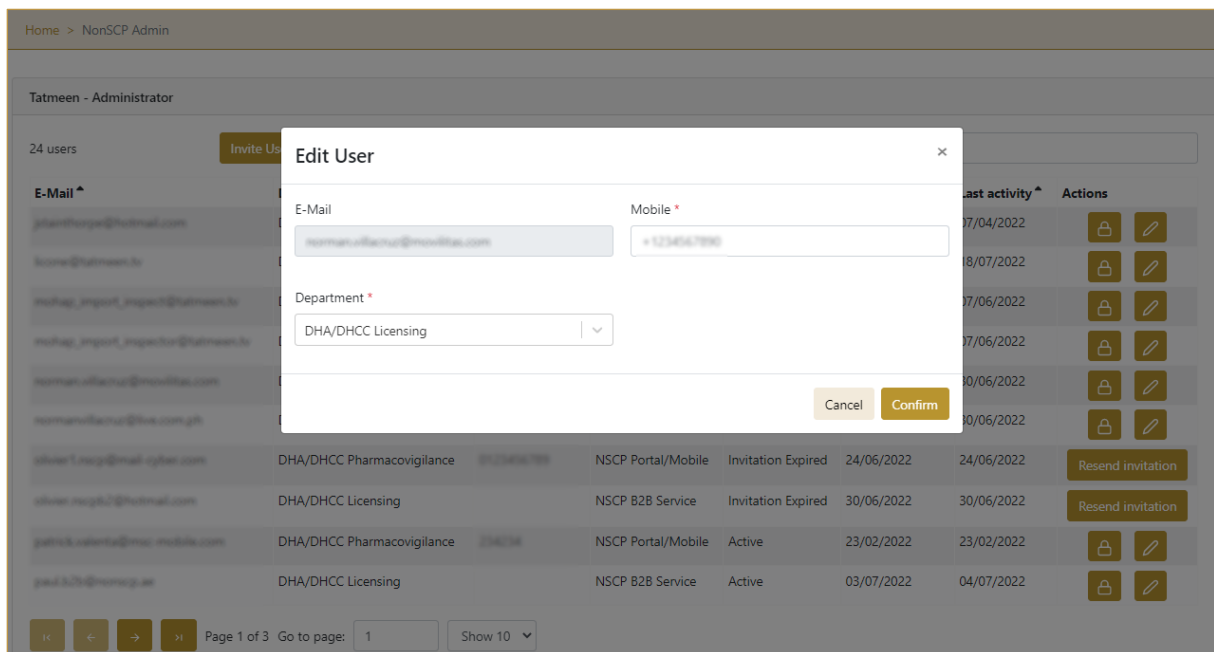 Home > NonSCP Admin
Tatmeen - Administrator
24 users
Invite Us
Edit User
×
E-Mail
Mobile *
Department *
DHA/DHCC Licensing
Cancel
Confirm
E-Mail
Last activity
Actions
07/04/2022
18/07/2022
07/06/2022
07/06/2022
30/06/2022
30/06/2022
DHA/DHCC Pharmacovigilance NSCP Portal/Mobile Invitation Expired 24/06/2022 24/06/2022 Resend invitation
DHA/DHCC Licensing NSCP B2B Service Invitation Expired 30/06/2022 30/06/2022 Resend invitation
DHA/DHCC Pharmacovigilance NSCP Portal/Mobile Active 23/02/2022 23/02/2022
DHA/DHCC Licensing NSCP B2B Service Active 03/07/2022 04/07/2022
Page 1 of 3 Go to page: 1 Show 10